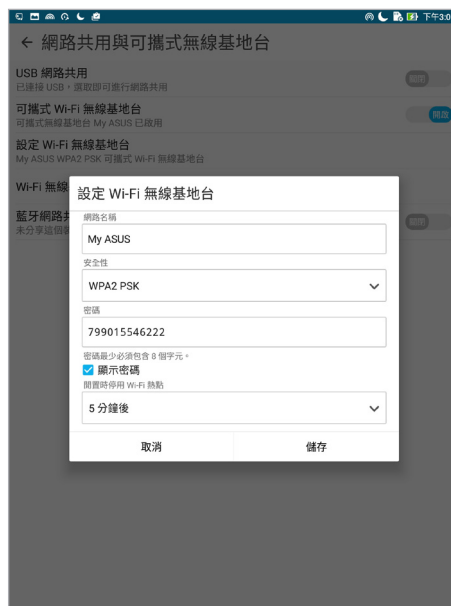 下午3:0
網路共用與可攜式無線基地台
USB 網路共用
已連接 USB，選取即可進行網路共用
關閉
可攜式 Wi-Fi 無線基地台
可攜式無線基地台 My ASUS 已啟用
開啟
設定 Wi-Fi 無線基地台
My ASUS WPA2 PSK 可攜式 Wi-Fi 無線基地台
Wi-Fi 無線
藍牙網路共
未分享這個裝
關閉
設定 Wi-Fi 無線基地台
網路名稱
My ASUS
安全性
WPA2 PSK
密碼
799015546222
密碼最少必須包含 8 個字元。
顯示密碼
閒置時停用 Wi-Fi 熱點
5 分鐘後
取消
儲存